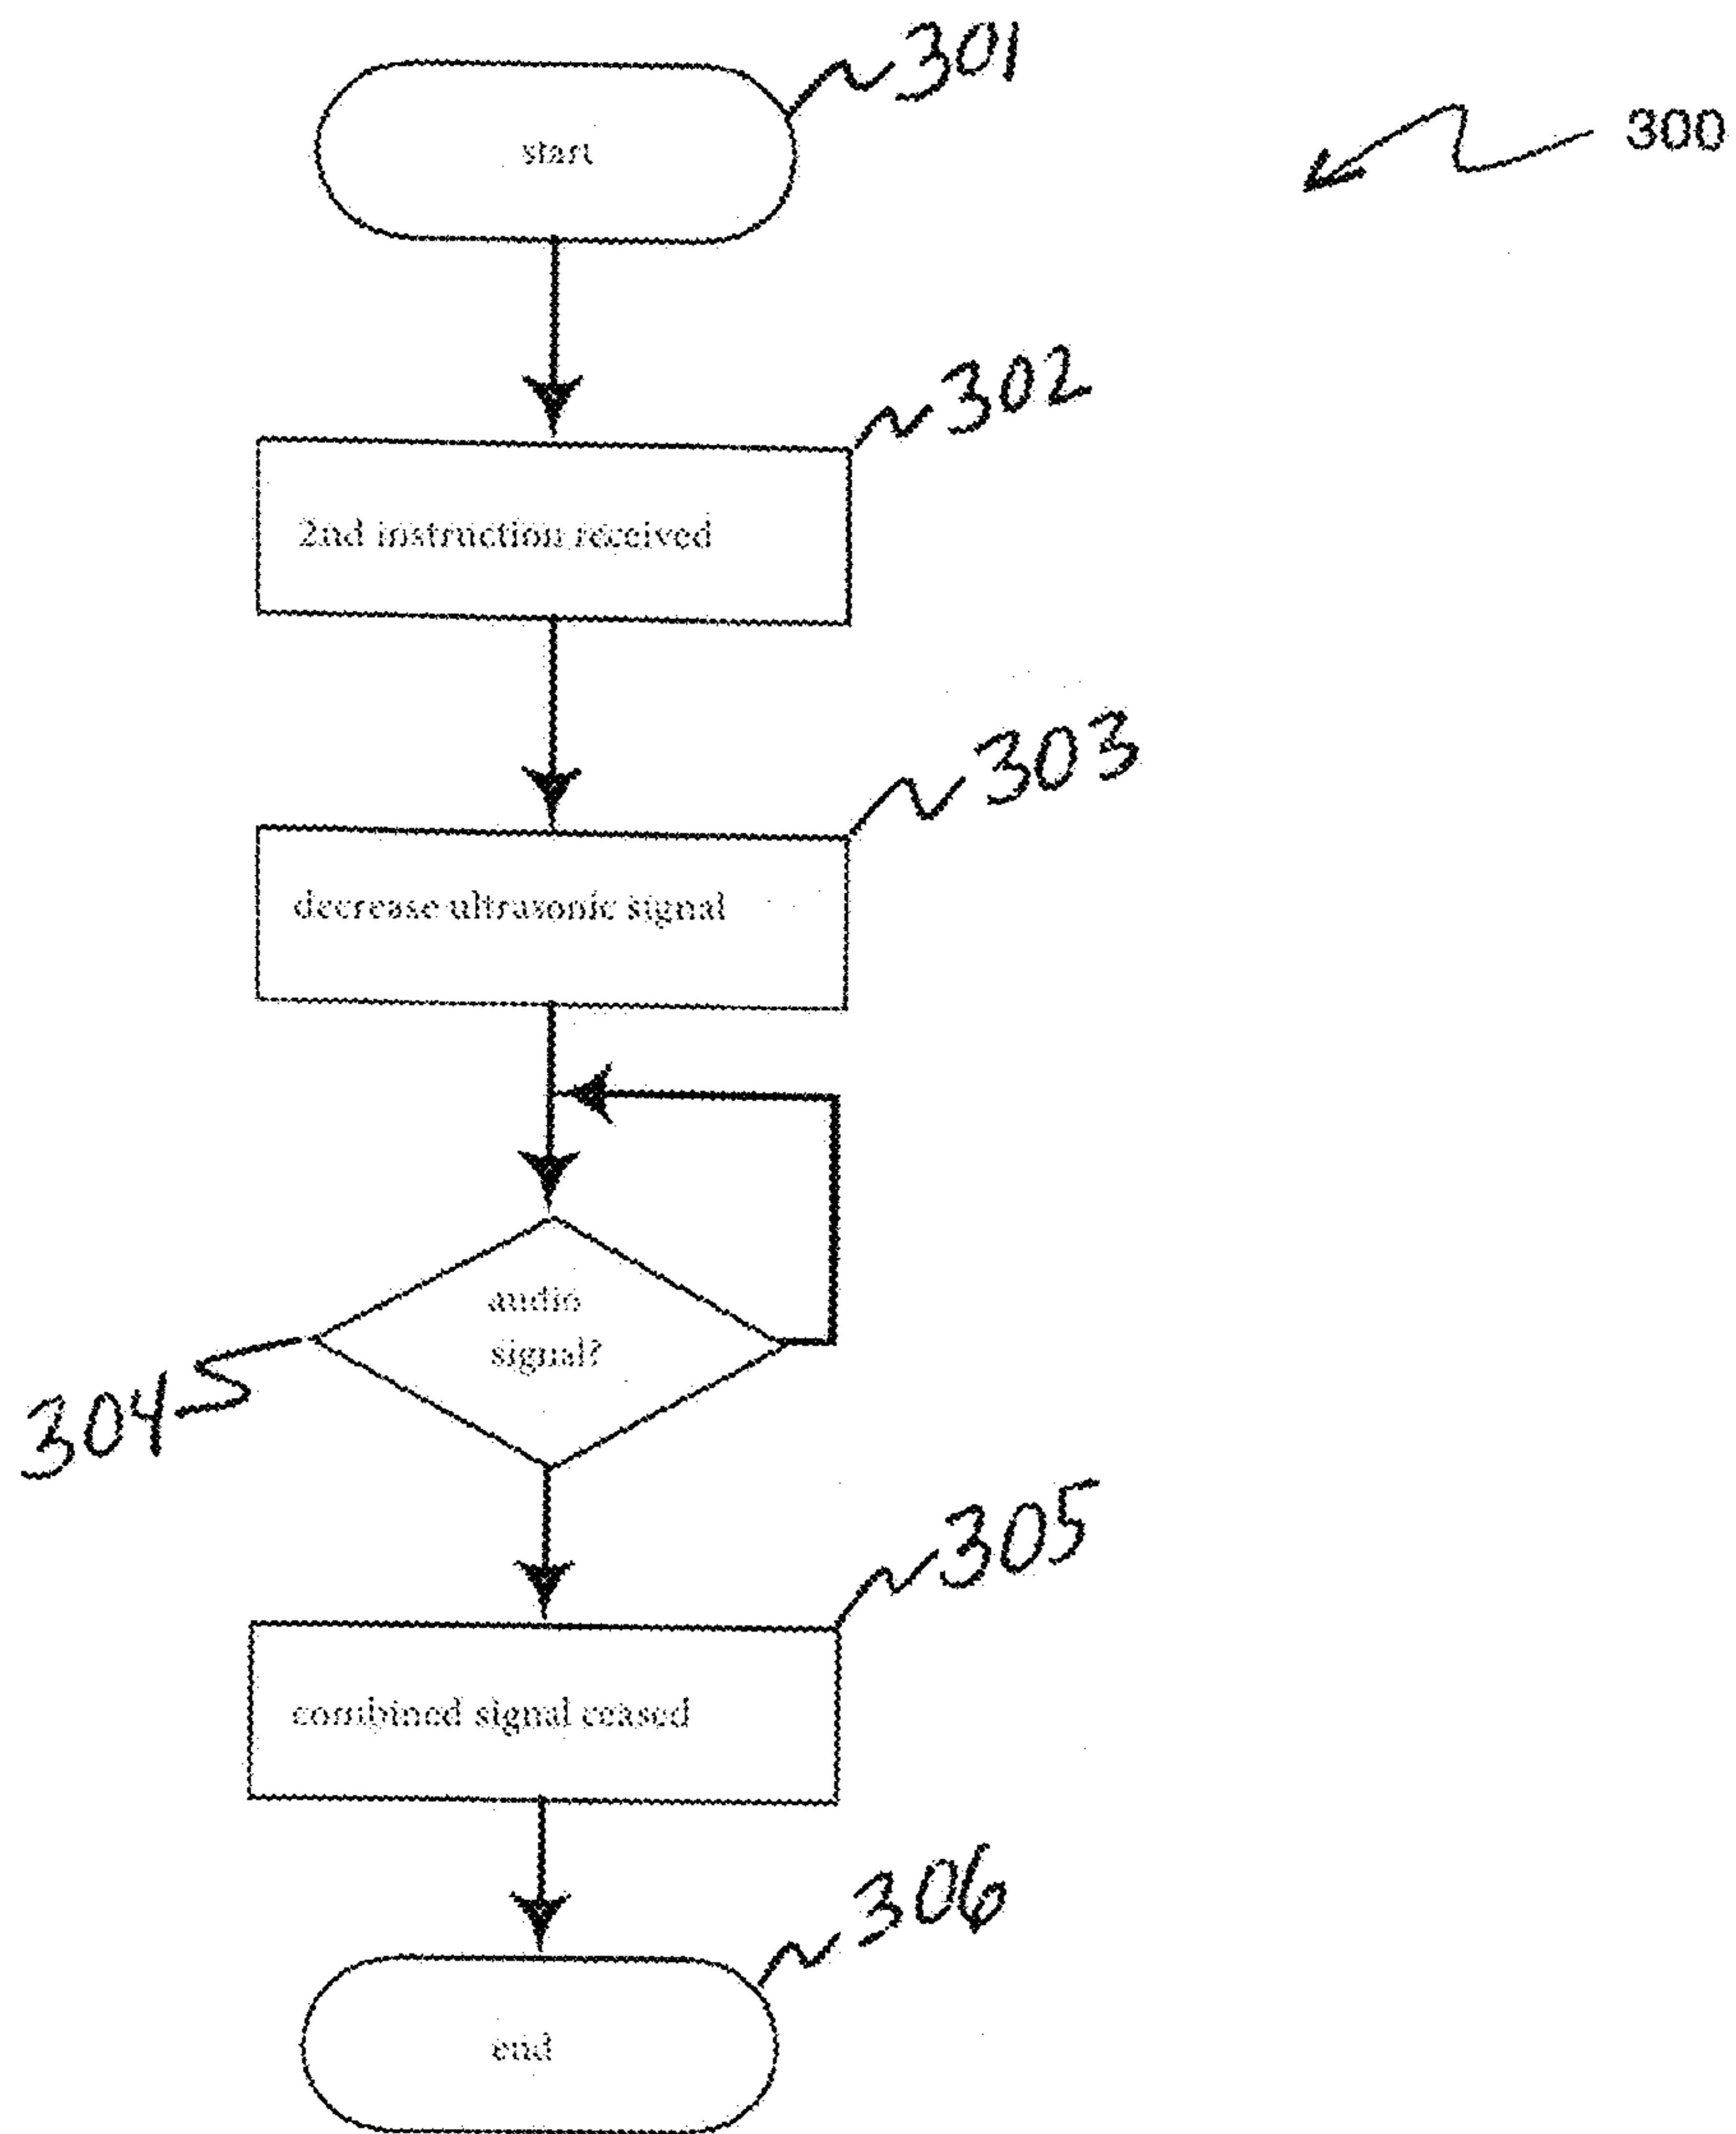 301
300
start
302
2nd instruction received
303
decrease ultrasonic signal
audio
signal?
304
305
combined signal ceased
306
end